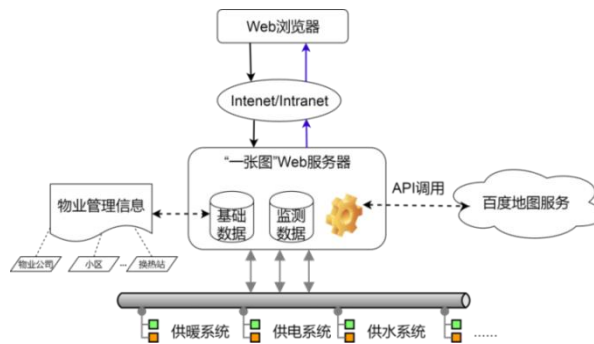 Web浏览器
Intenet/Intranet
“一张图”Web服务器
基础
数据
监测
数据
API调用
百度地图服务
物业管理信息
物业公司
小区
...
换热站
供暖系统
供电系统
供水系统
......